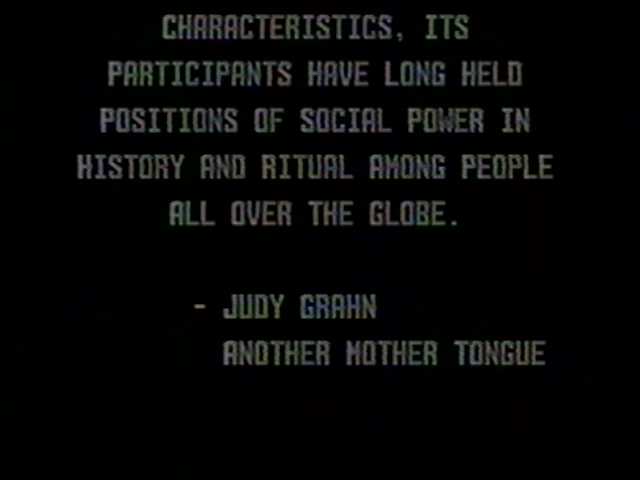 CHARACTERISTICS, ITS
PARTICIPANTS HAVE LONG HELD
POSITIONS OF SOCIAL POWER IN
HISTORY AND RITUAL AMONG PEOPLE
ALL OVER THE GLOBE.
- JUDY GRAHN
ANOTHER MOTHER TONGUE